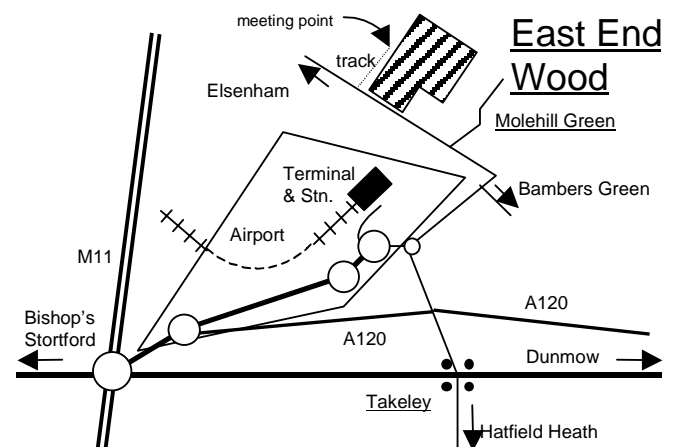 meeting point
East End
Wood
track
Elsenham
Molehill Green
Terminal
& Stn.
Bambers Green
Airport
M11
A120
Bishop's
Stortford
A120
Dunmow
Takeley
Hatfield Heath